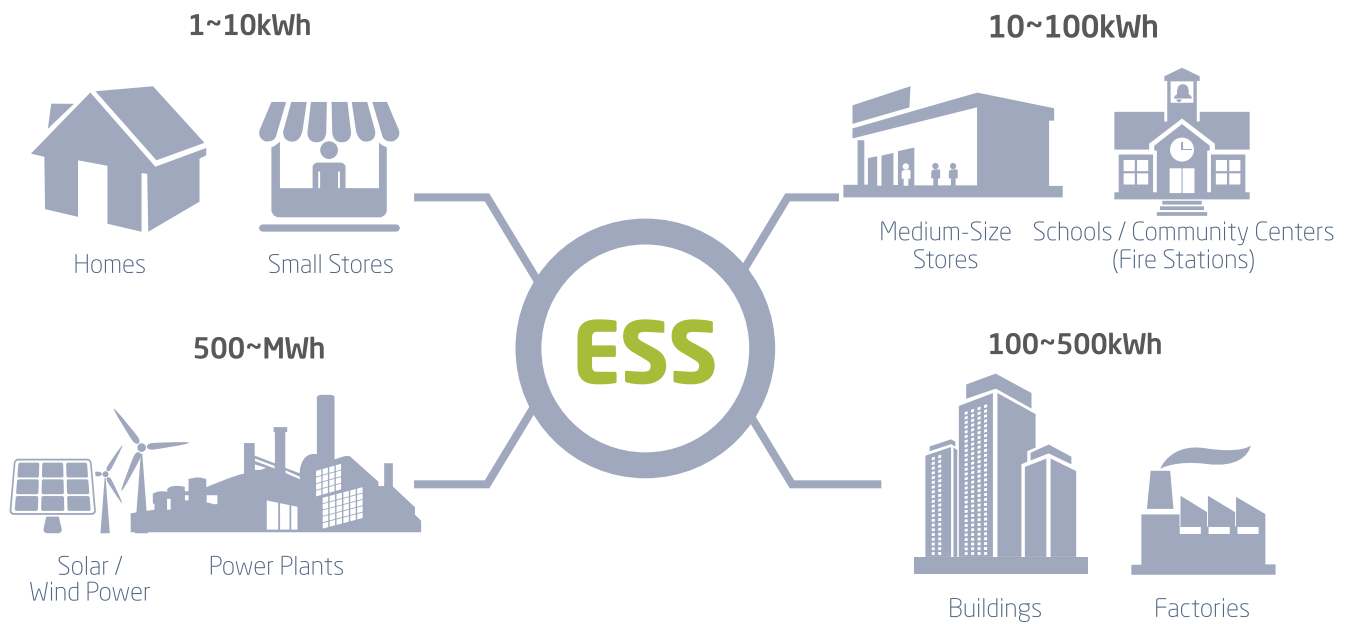 1~10kWh
Homes
Small Stores
10~100kWh
Medium-Size
Stores
Schools / Community Centers
(Fire Stations)
ESS
500~MWh
Solar /
Wind Power
Power Plants
100~500kWh
Buildings
Factories